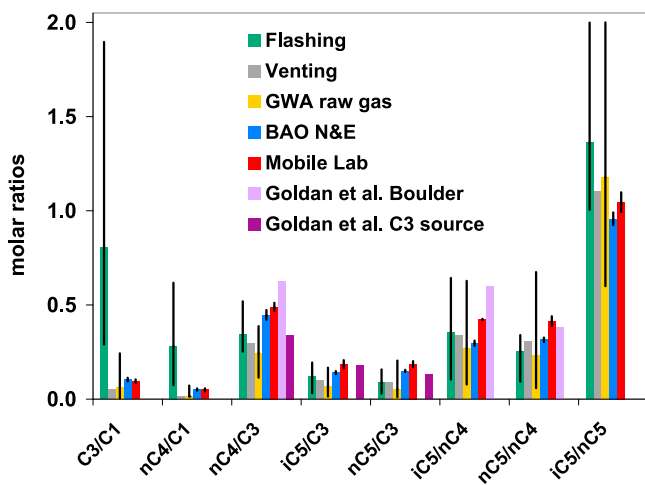 2.0
1.5
1.0
0.5
0.0
molar ratios
Flashing
Venting
GWA raw gas
BAO N&E
Mobile Lab
Goldan et al. Boulder
Goldan et al. C3 source
C3/C1
nC4/C1
nC4/C3
iC5/C3
nC5/C3
iC5/nC4
nC5/nC4
iC5/nC5